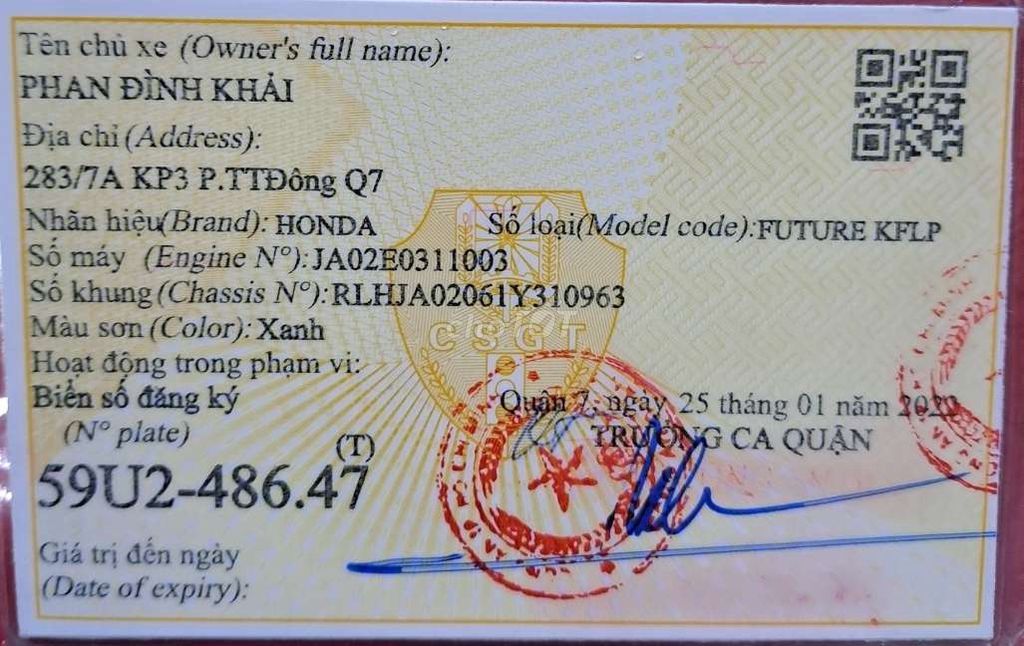 Tên chủ xe (Owner's full name):
PHAN ĐÌNH KHẢI
Địa chỉ (Address):
283/7A KP3 P.TTĐông Q7
Nhãn hiệu(Brand): HONDA Số loại(Model code):FUTURE KFLP
Số máy (Engine N°):JA02E0311003
Số khung (Chassis N°):RLHJA02061Y310963
Màu sơn (Color): Xanh
CSGT
Hoạt động trong phạm vi:
Biển số đăng ký Quận 7, ngày 25 tháng 01 năm
(N° plate) TRƯỞNG CA QUẬN
(T)
59U2-486.47
Giá trị đến ngày
(Date of expiry):